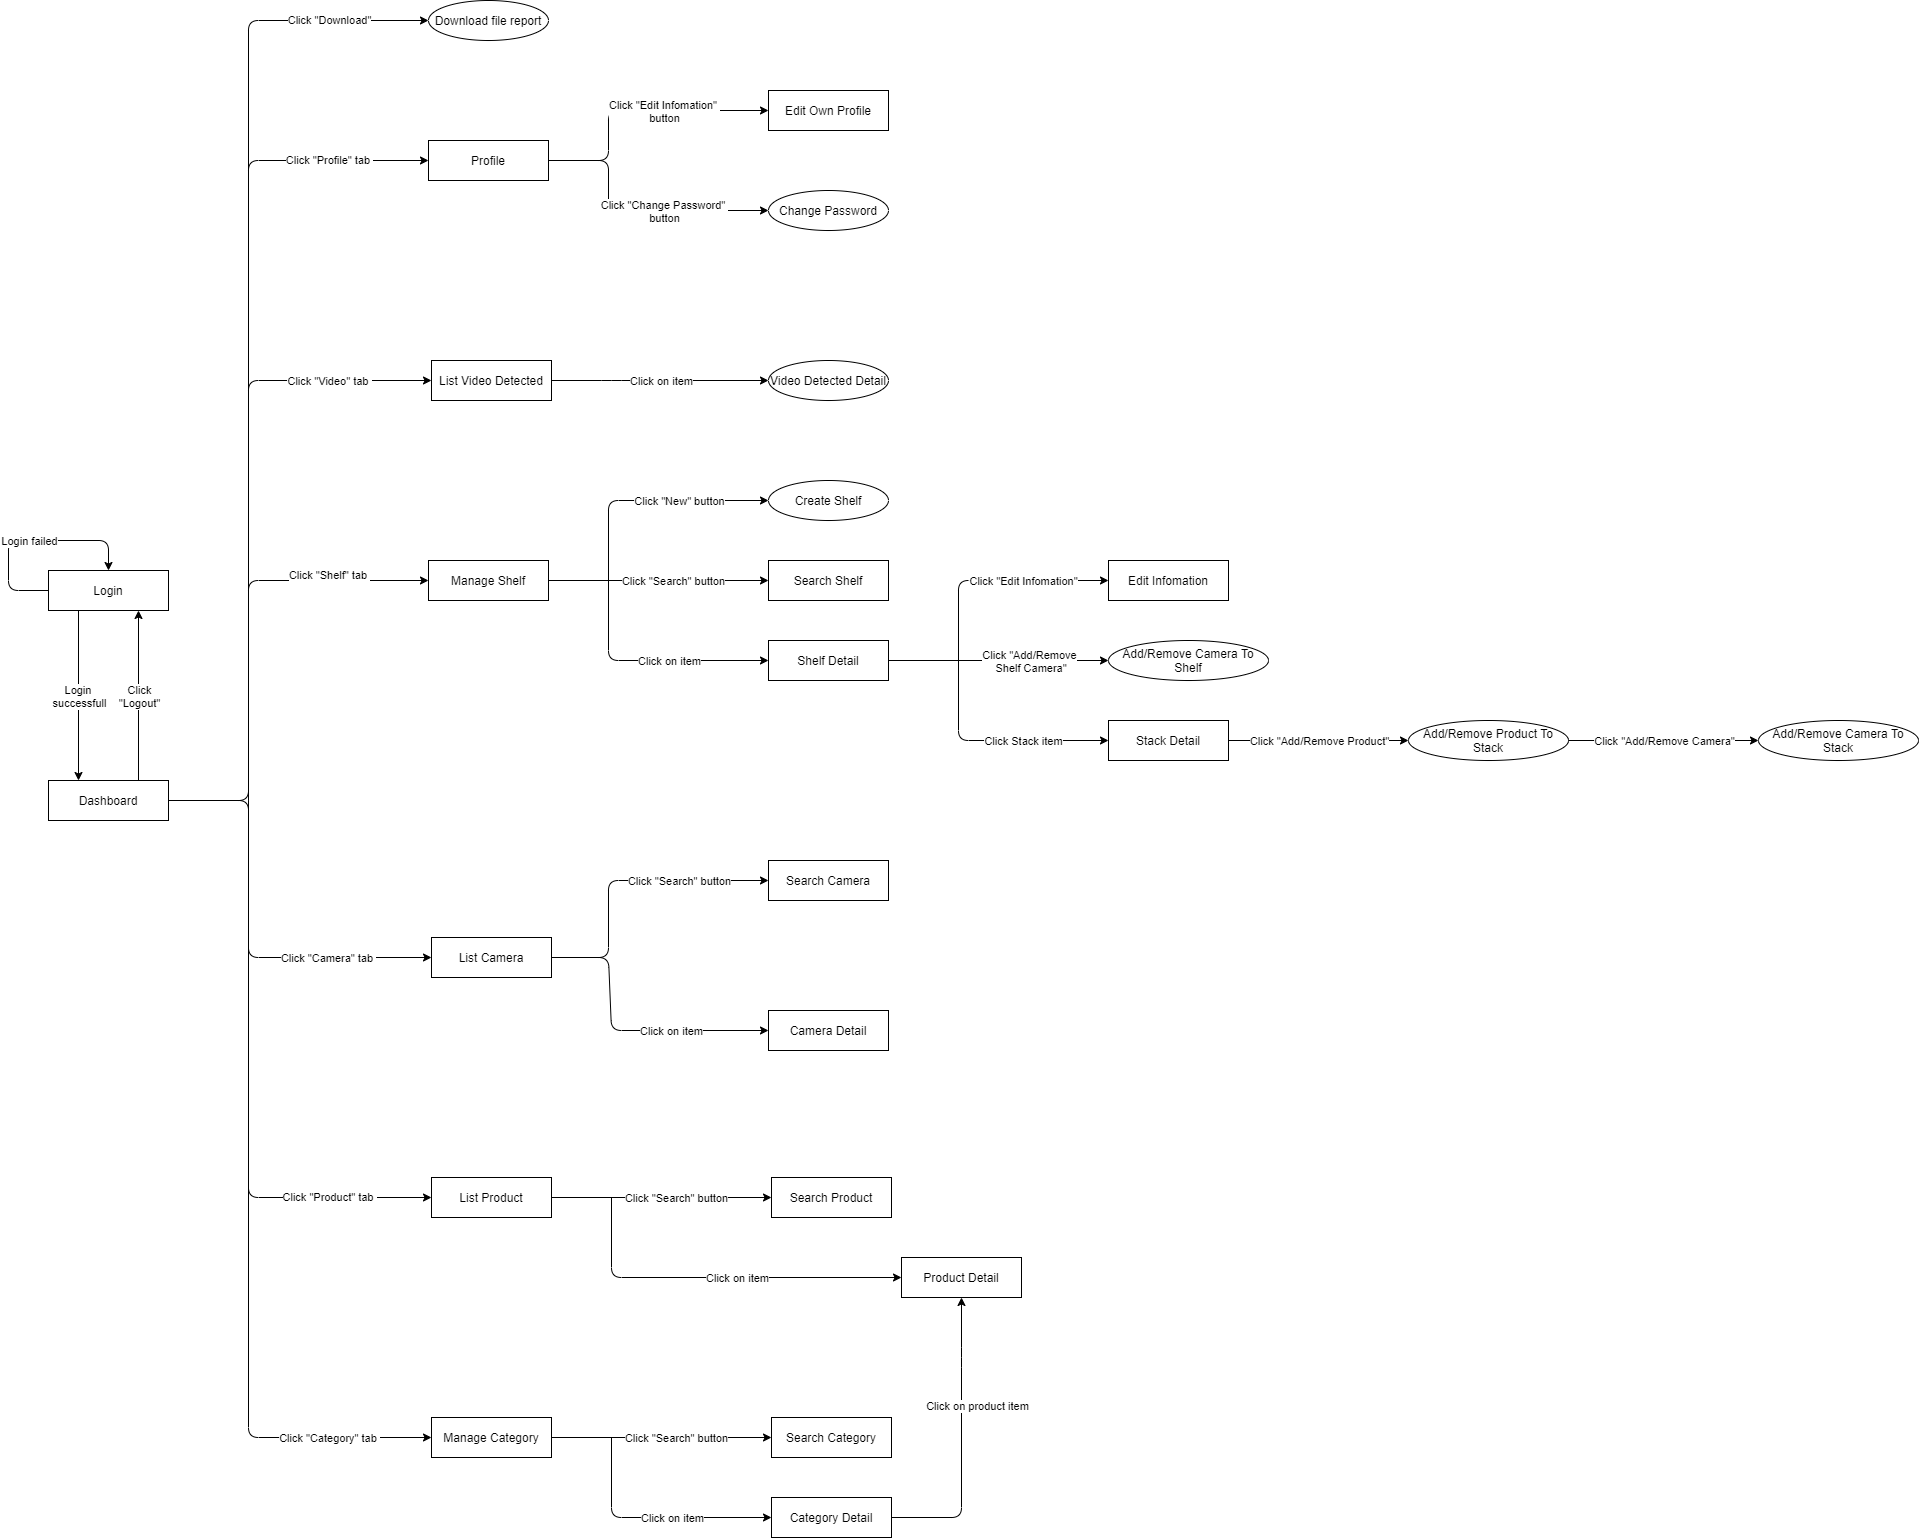 Click "Download"
Download file report
Click "Edit Infomation"
button
Edit Own Profile
Click "Profile" tab
Profile
Click "Change Password"
button
Change Password
Click "Video" tab
List Video Detected
Click on item
Video Detected Detail
Click "New" button
Create Shelf
Login failed
Click "Shelf" tab
Manage Shelf
Click "Search" button
Search Shelf
Click "Edit Infomation"
Edit Infomation
Login
Click on item
Shelf Detail
Click "Add/Remove
Shelf Camera"
Add/Remove Camera To
Shelf
Login
successfull
Click
"Logout"
Click Stack item
Stack Detail
Click "Add/Remove Product"
Add/Remove Product To
Stack
Click "Add/Remove Camera"
Add/Remove Camera To
Stack
Dashboard
Click "Search" button
Search Camera
Click "Camera" tab
List Camera
Click on item
Camera Detail
Click "Product" tab
List Product
Click "Search" button
Search Product
Click on item
Product Detail
Click on product item
Click "Category" tab
Manage Category
Click "Search" button
Search Category
Click on item
Category Detail